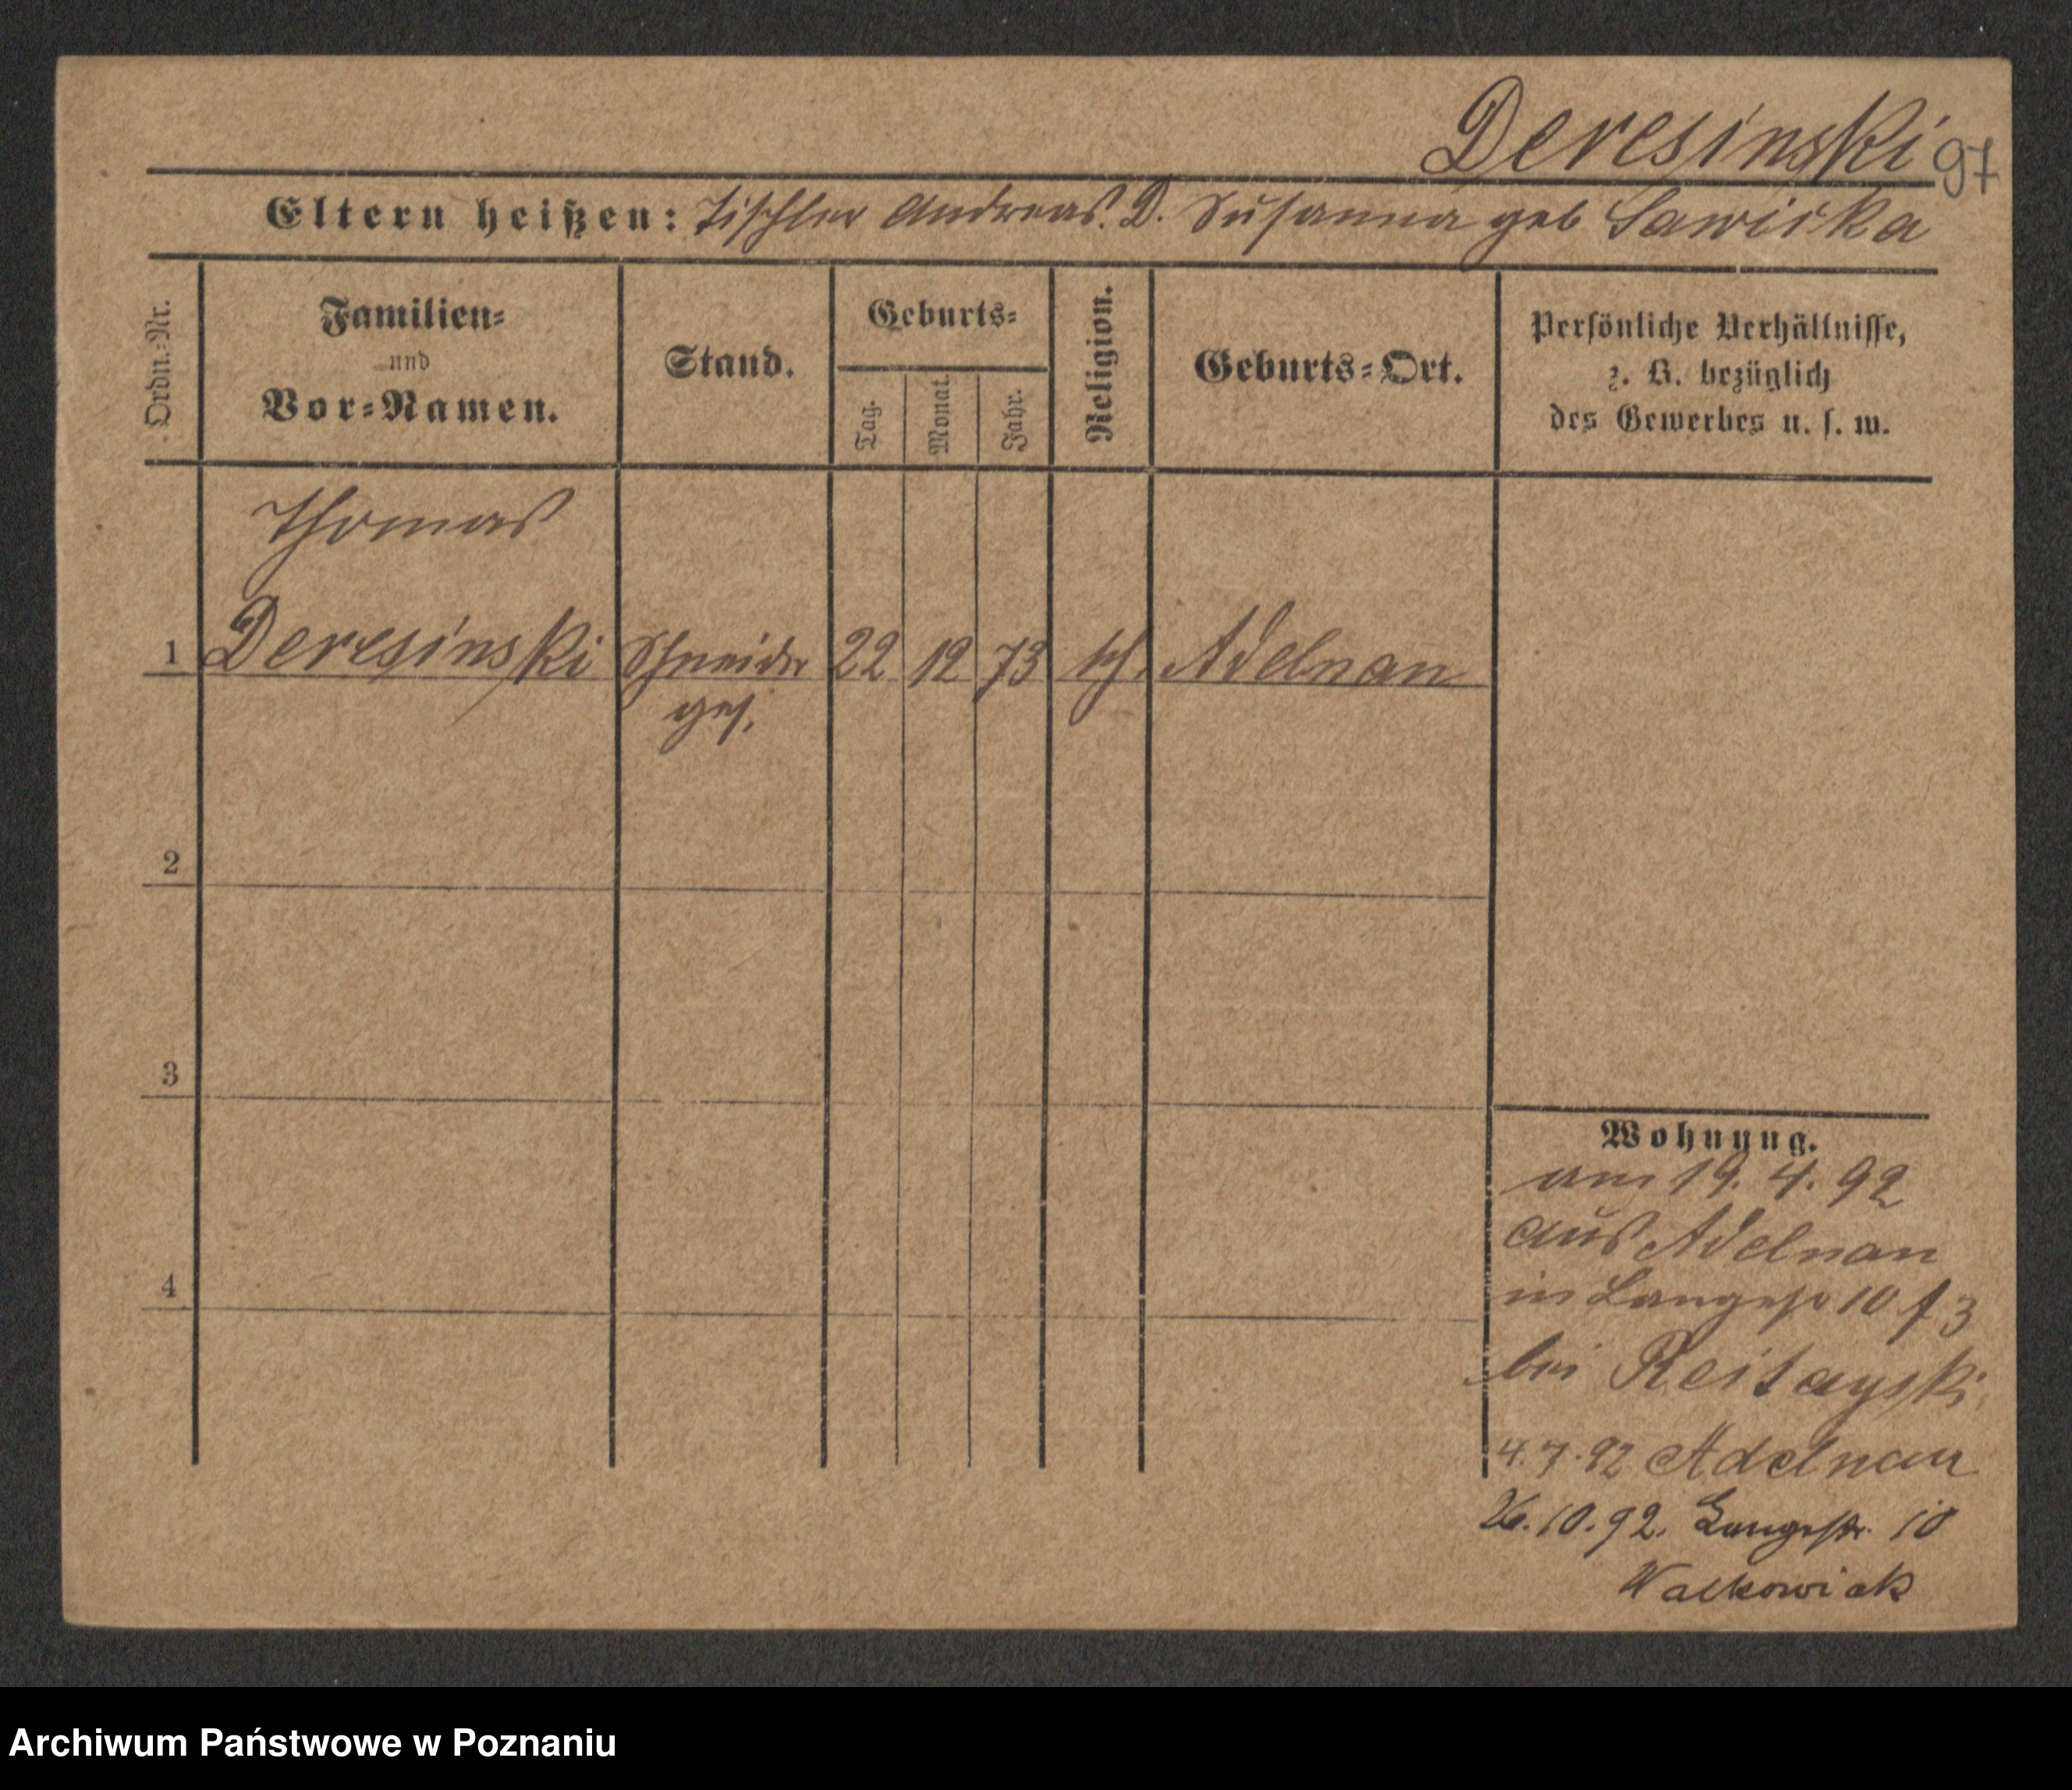 Deresinski
97
Eltern heißen: Tischler Andreas. D. Susanna geb Sawicka
Ordn.-Nr.
Familien-
und
Vor-Namen.
Stand.
Geburts-
Tag.
Monat.
Jahr.
Religion.
Geburts-Ort.
Persönliche Verhältnisse,
z. B. bezüglich
des Gewerbes u. s. w.
Thomas
1 Deresinski Schneider 22 12 73 kth. Adelnau
ges.
2
3
4
Wohnung.
am 19. 4. 92
aus Adelnau
in Langestr 10 f 3
bei
4.7.92 Adelnau
26.10.92. Langestr. 10
Walkowiak
Archiwum Państwowe w Poznaniu